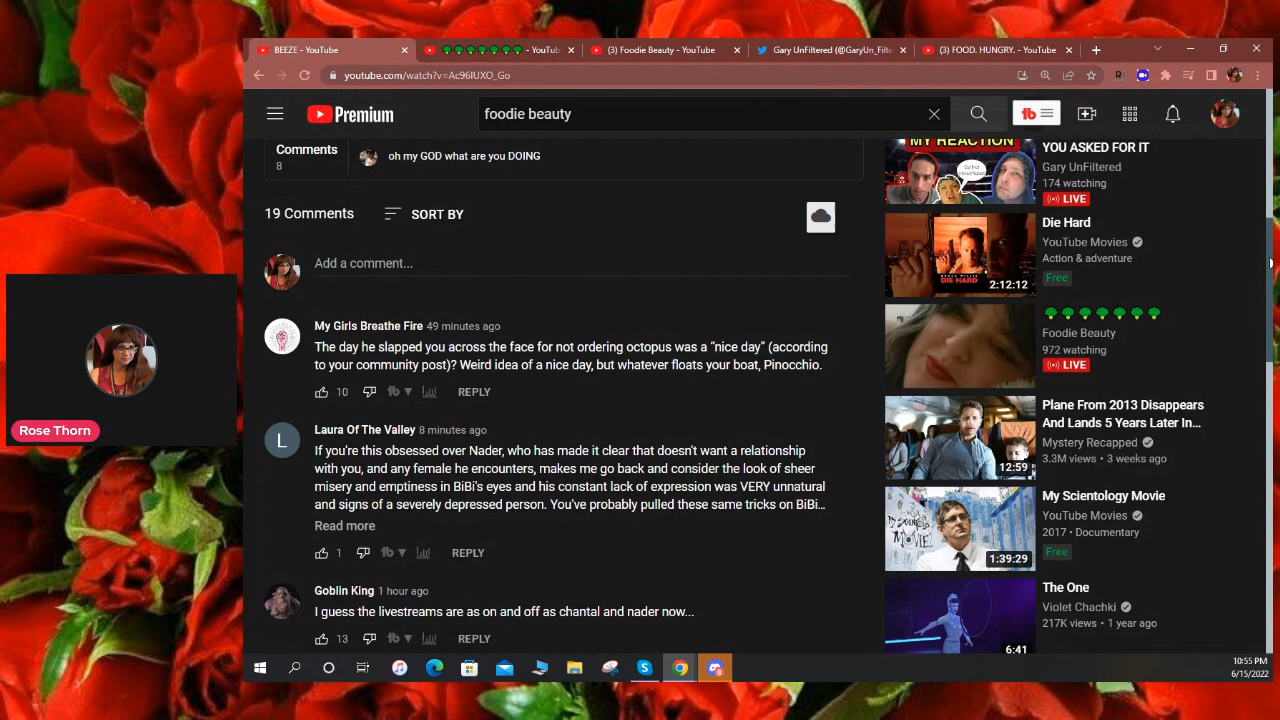 BEEZE - YouTube
🥦🥦🥦🥦🥦🥦🥦 - YouTub
(3) Foodie Beauty - YouTube
Gary UnFiltered (@GaryUn_Filte
(3) FOOD. HUNGRY. - YouTube
youtube.com/watch?v=Ac96IUXO_Go
Premium
foodie beauty
tb
Comments
8
oh my GOD what are you DOING
19 Comments
SORT BY
Add a comment...
My Girls Breathe Fire 49 minutes ago
The day he slapped you across the face for not ordering octopus was a “nice day” (according
to your community post)? Weird idea of a nice day, but whatever floats your boat, Pinocchio.
10
tb
REPLY
L
Laura Of The Valley 8 minutes ago
If you're this obsessed over Nader, who has made it clear that doesn't want a relationship
with you, and any female he encounters, makes me go back and consider the look of sheer
misery and emptiness in BiBi's eyes and his constant lack of expression was VERY unnatural
and signs of a severely depressed person. You've probably pulled these same tricks on BiBi...
Read more
1
tb
REPLY
Goblin King 1 hour ago
I guess the livestreams are as on and off as chantal and nader now...
13
tb
REPLY
MY REACTION
YOU ASKED FOR IT
Gary UnFiltered
174 watching
LIVE
DIE HARD
2:12:12
Die Hard
YouTube Movies
Action & adventure
Free
🥦🥦🥦🥦🥦🥦🥦
Foodie Beauty
972 watching
LIVE
12:59
Plane From 2013 Disappears
And Lands 5 Years Later In...
Mystery Recapped
3.3M views • 3 weeks ago
MY SCIENTOLOGY
MOVIE
1:39:29
My Scientology Movie
YouTube Movies
2017 • Documentary
Free
6:41
The One
Violet Chachki
217K views • 1 year ago
Rose Thorn
10:55 PM
6/15/2022